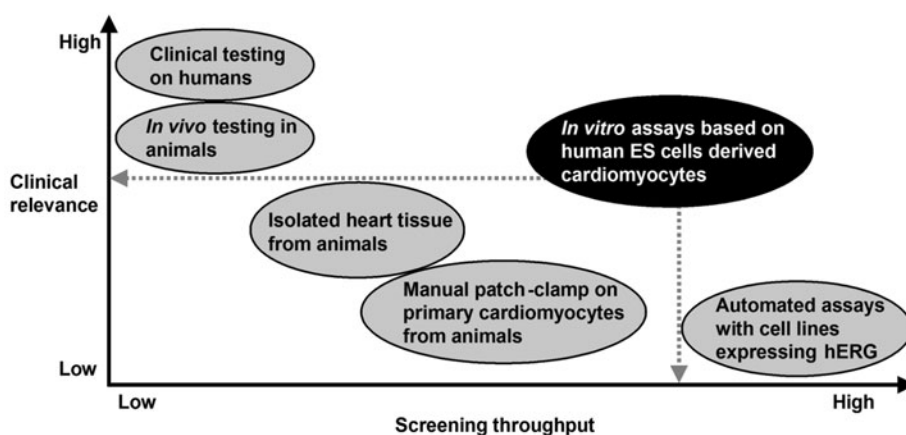 High
Clinical testing
on humans
In vivo testing in
animals
In vitro assays based on
human ES cells derived
cardiomyocytes
Clinical
relevance
Isolated heart tissue
from animals
Manual patch-clamp on
primary cardiomyocytes
from animals
Automated assays
with cell lines
expressing hERG
Low
Low
High
Screening throughput